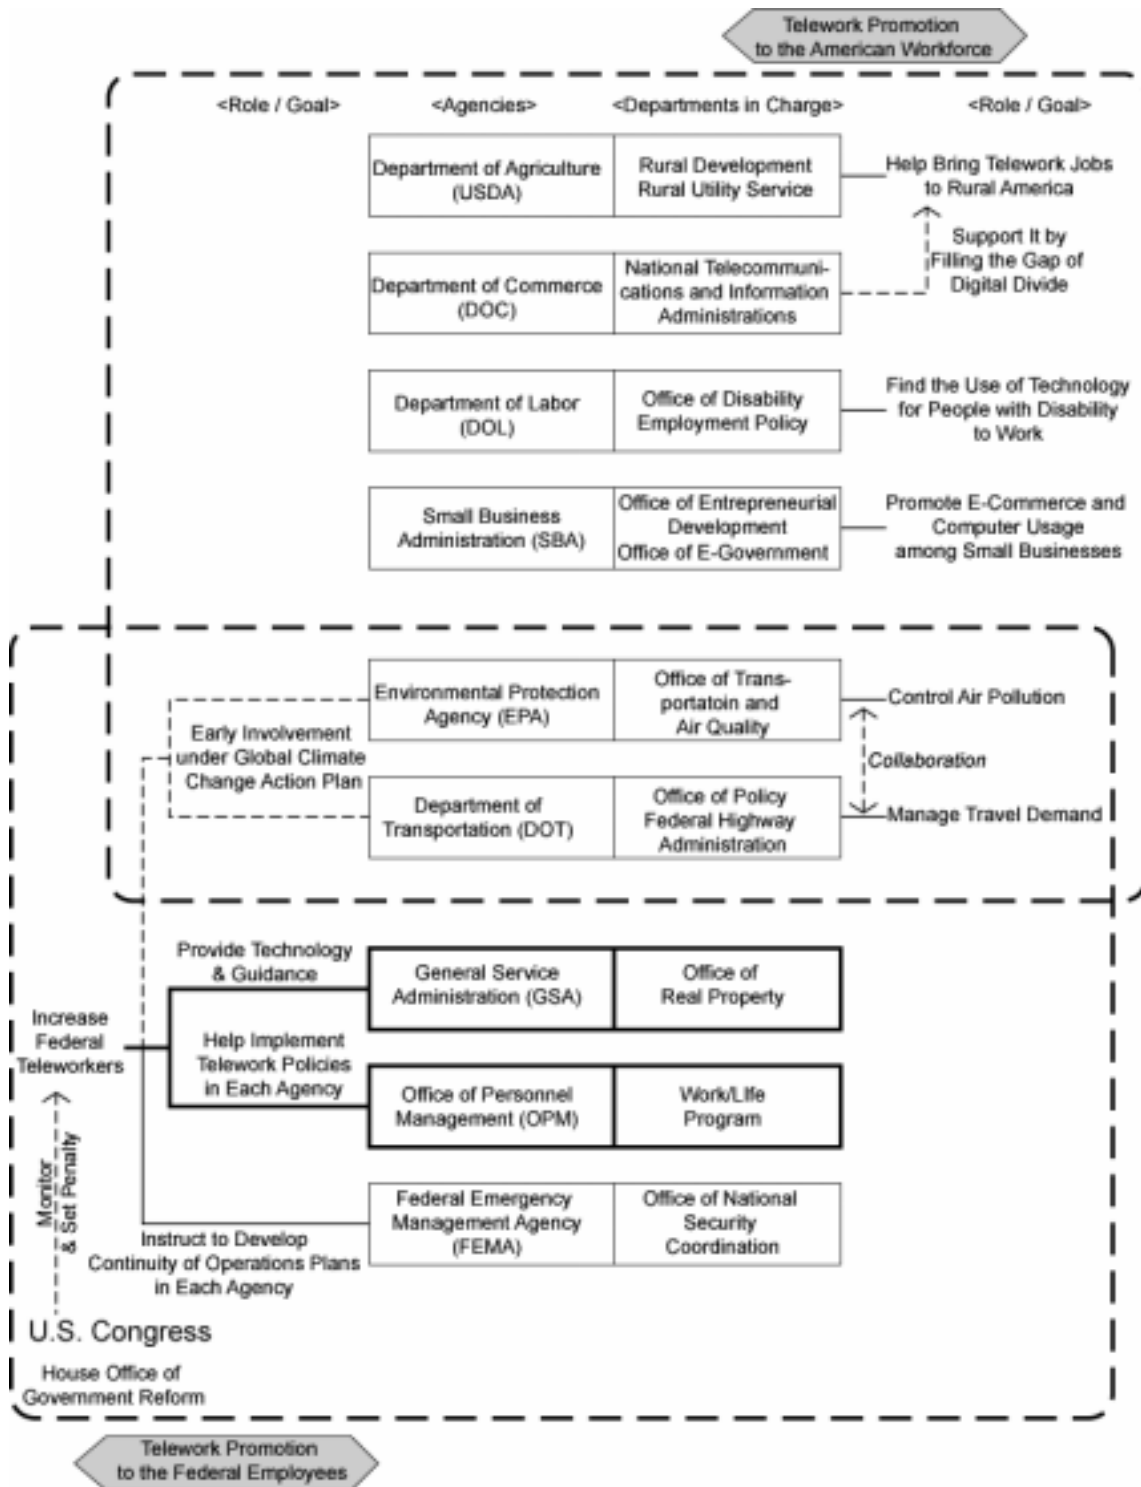 Telework Promotion
to the American Workforce
<Role / Goal>
<Agencies>
<Departments in Charge>
<Role / Goal>
Department of Agriculture
(USDA)
Rural Development
Rural Utility Service
Help Bring Telework Jobs
to Rural America
Support It by
Filling the Gap of
Digital Divide
Department of Commerce
(DOC)
National Telecommuni-
cations and Information
Administrations
Department of Labor
(DOL)
Office of Disability
Employment Policy
Find the Use of Technology
for People with Disability
to Work
Small Business
Administration (SBA)
Office of Entrepreneurial
Development
Office of E-Government
Promote E-Commerce and
Computer Usage
among Small Businesses
Environmental Protection
Agency (EPA)
Office of Trans-
portatoin and
Air Quality
Control Air Pollution
Early Involvement
under Global Climate
Change Action Plan
Collaboration
Department of
Transportation (DOT)
Office of Policy
Federal Highway
Administration
Manage Travel Demand
Provide Technology
& Guidance
General Service
Administration (GSA)
Office of
Real Property
Increase
Federal
Teleworkers
Help Implement
Telework Policies
in Each Agency
Office of Personnel
Management (OPM)
Work/LIfe
Program
Monitor
& Set Penalty
Federal Emergency
Management Agency
(FEMA)
Office of National
Security
Coordination
Instruct to Develop
Continuity of Operations Plans
in Each Agency
U.S. Congress
House Office of
Government Reform
Telework Promotion
to the Federal Employees